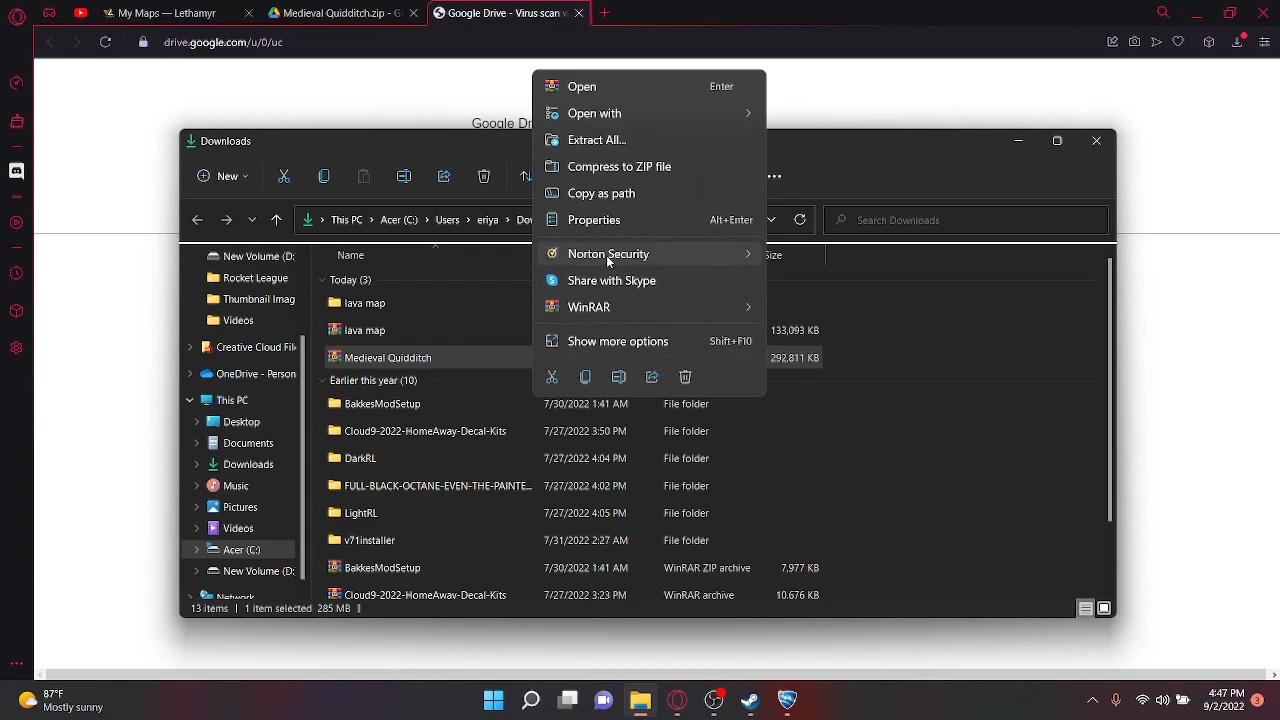 My Maps — Lethamyr
Medieval Quidditch.zip - G
Google Drive - Virus scan
drive.google.com/u/0/uc
Google Dr
Downloads
New
This PC > Acer (C:) > Users > eriya > Dow
Search Downloads
Open Enter
Open with
Extract All...
Compress to ZIP file
Copy as path
Properties Alt+Enter
Norton Security
Share with Skype
WinRAR
Show more options Shift+F10
New Volume (D:
Rocket League
Thumbnail Imag
Videos
Creative Cloud File
OneDrive - Person
This PC
Desktop
Documents
Downloads
Music
Pictures
Videos
Acer (C:)
New Volume (D:
Network
Name Size
Today (3)
lava map
lava map 133,093 KB
Medieval Quidditch 292,811 KB
Earlier this year (10)
BakkesModSetup 7/30/2022 1:41 AM File folder
Cloud9-2022-HomeAway-Decal-Kits 7/27/2022 3:50 PM File folder
DarkRL 7/27/2022 4:04 PM File folder
FULL-BLACK-OCTANE-EVEN-THE-PAINTE... 7/27/2022 4:02 PM File folder
LightRL 7/27/2022 4:05 PM File folder
v71installer 7/31/2022 2:27 AM File folder
BakkesModSetup 7/30/2022 1:41 AM WinRAR ZIP archive 7,977 KB
Cloud9-2022-HomeAway-Decal-Kits 7/27/2022 3:23 PM WinRAR archive 10,676 KB
13 items 1 item selected 285 MB
87°F
Mostly sunny
4:47 PM
9/2/2022
3